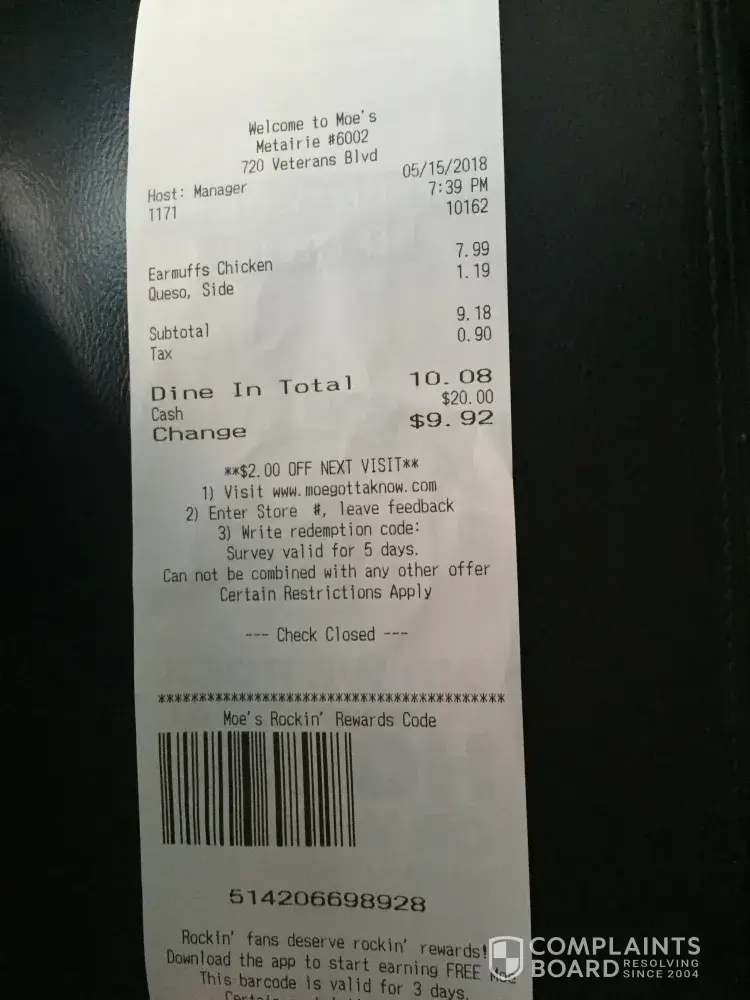 Welcome to Moe's
Metairie #6002
720 Veterans Blvd
05/15/2018
Host: Manager 7:39 PM
1171 10162
Earmuffs Chicken 7.99
Queso, Side 1.19
Subtotal 9.18
Tax 0.90
Dine In Total 10.08
Cash $20.00
Change $9.92
**$2.00 OFF NEXT VISIT**
1) Visit www.moegottaknow.com
2) Enter Store #, leave feedback
3) Write redemption code:
Survey valid for 5 days.
Can not be combined with any other offer
Certain Restrictions Apply
--- Check Closed ---
******************************************
Moe's Rockin' Rewards Code
514206698928
Rockin' fans deserve rockin' rewards!
Download the app to start earning FREE Moe
This barcode is valid for 3 days.
COMPLAINTS
BOARD RESOLVING
SINCE 2004